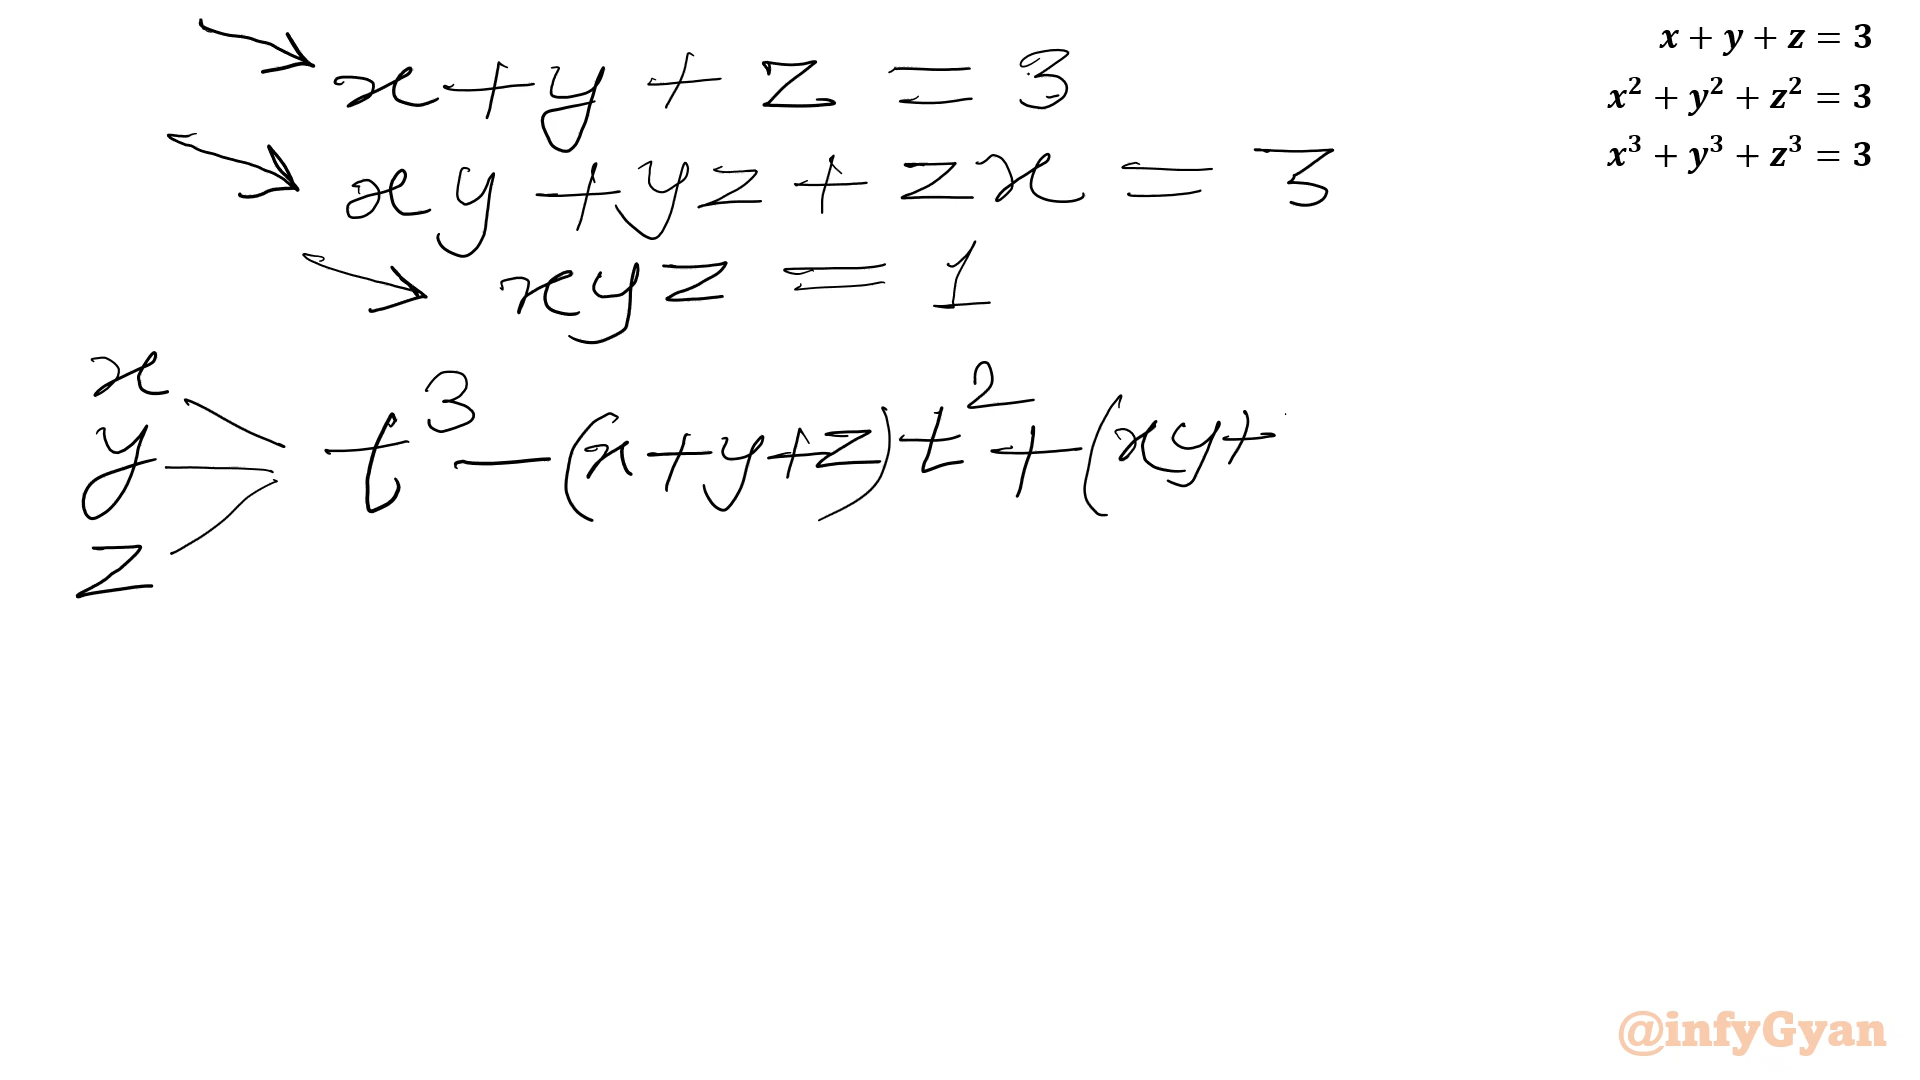 x + y + z = 3
xy + yz + zx = 3
xyz = 1
x
y
z
t³ - (x+y+z)t² + (xy+
x + y + z = 3
x² + y² + z² = 3
x³ + y³ + z³ = 3
@infyGyan